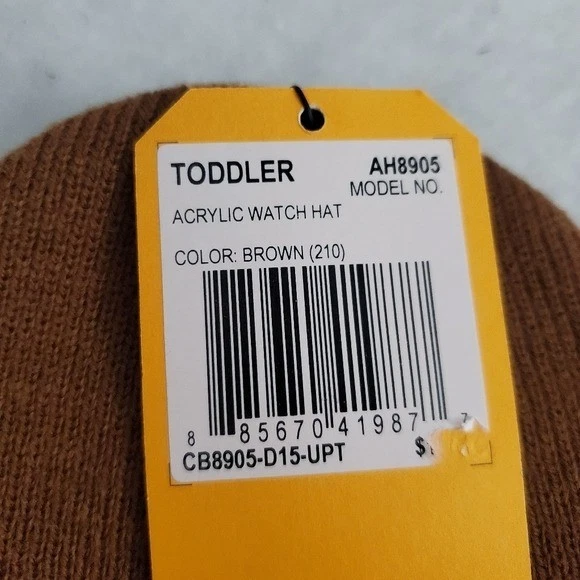 TODDLER AH8905
MODEL NO.
ACRYLIC WATCH HAT
COLOR: BROWN (210)
8 85670 41987 7
CB8905-D15-UPT $